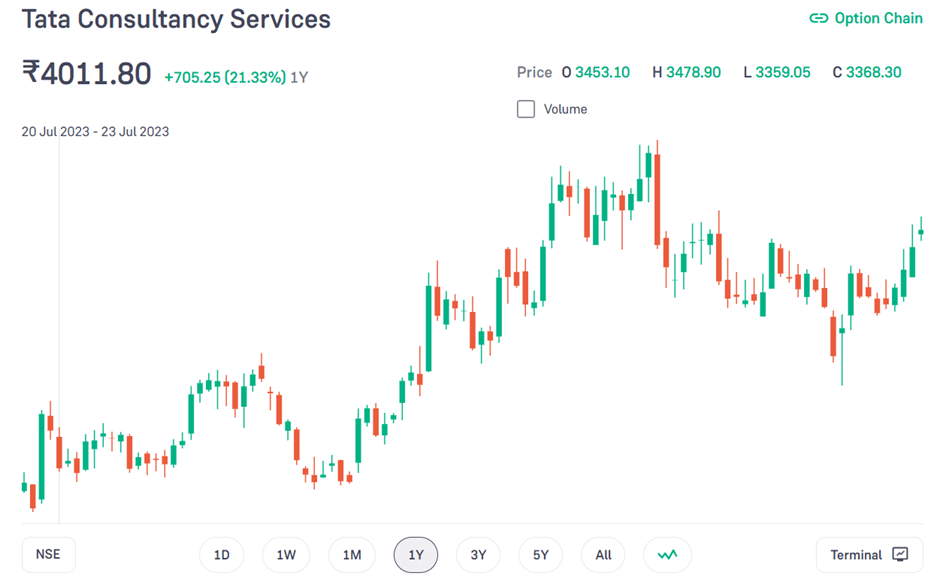 Tata Consultancy Services
Option Chain
₹4011.80 +705.25 (21.33%) 1Y
Price O 3453.10 H 3478.90 L 3359.05 C 3368.30
Volume
20 Jul 2023 - 23 Jul 2023
NSE 1D 1W 1M 1Y 3Y 5Y All Terminal